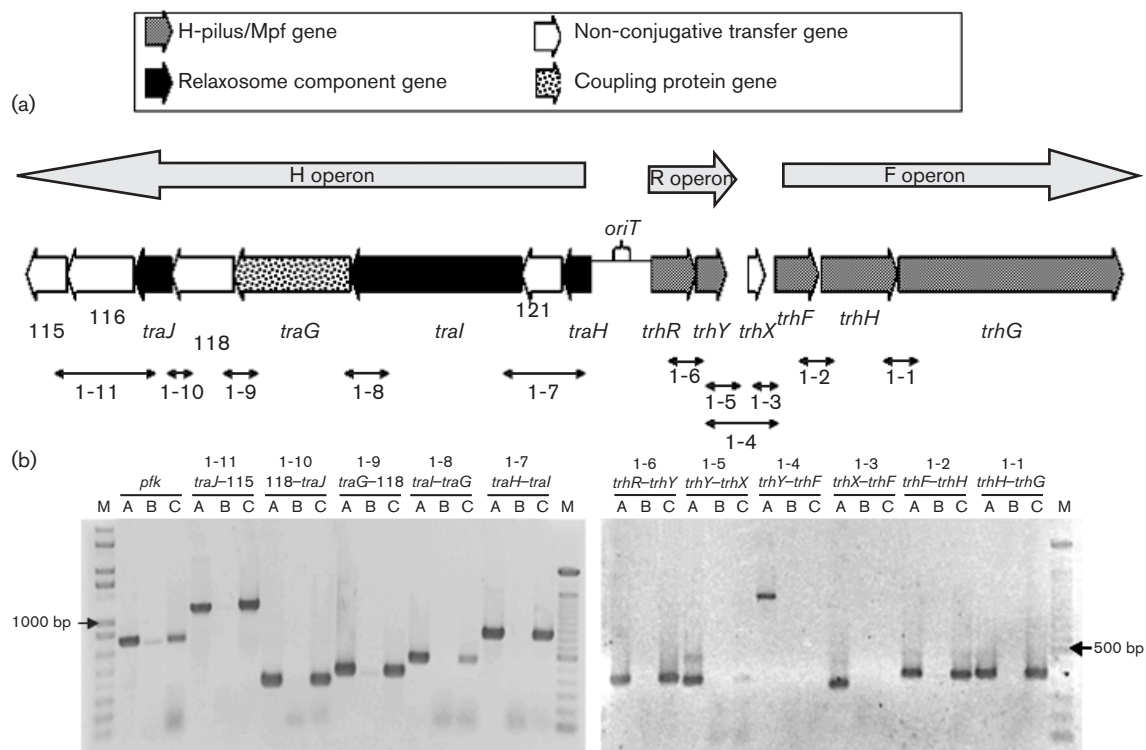 H-pilus/Mpf gene
Non-conjugative transfer gene
Relaxosome component gene
Coupling protein gene
(a)
H operon
R operon
F operon
oriT
115
116
traJ
118
traG
traI
121
traH
trhR
trhY
trhX
trhF
trhH
trhG
1-11
1-10
1-9
1-8
1-7
1-6
1-5
1-4
1-3
1-2
1-1
(b)
1-11 1-10 1-9 1-8 1-7 1-6 1-5 1-4 1-3 1-2 1-1
pfk traJ–115 118–traJ traG–118 traI–traG traH–traI trhR–trhY trhY–trhX trhY–trhF trhX–trhF trhF–trhH trhH–trhG
M A B C A B C A B C A B C A B C A B C M A B C A B C A B C A B C A B C A B C M
1000 bp
500 bp